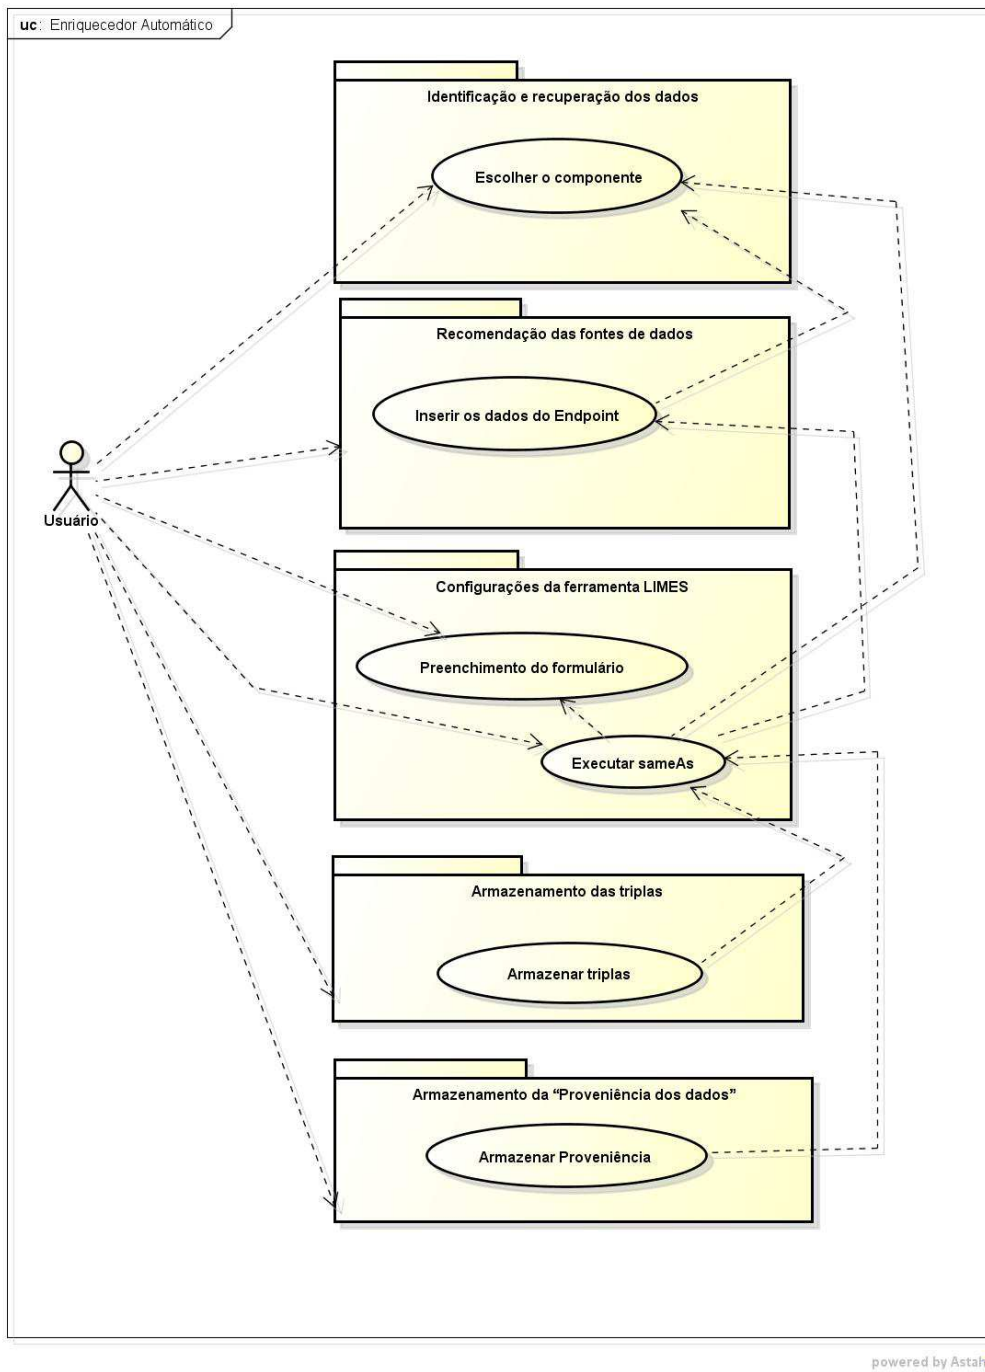 uc: Enriquecedor Automático
Identificação e recuperação dos dados
Escolher o componente
Recomendação das fontes de dados
Inserir os dados do Endpoint
Usuário
Configurações da ferramenta LIMES
Preenchimento do formulário
Executar sameAs
Armazenamento das triplas
Armazenar triplas
Armazenamento da “Proveniência dos dados”
Armazenar Proveniência
powered by Astah